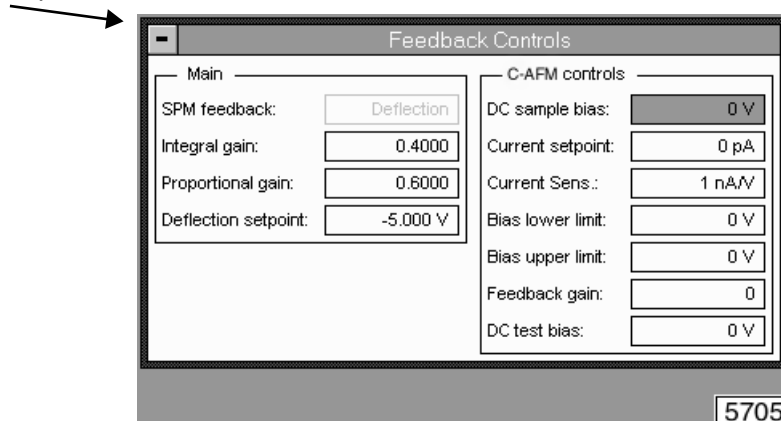 Feedback Controls
Main
SPM feedback: Deflection
Integral gain: 0.4000
Proportional gain: 0.6000
Deflection setpoint: -5.000 V
C-AFM controls
DC sample bias: 0 V
Current setpoint: 0 pA
Current Sens.: 1 nA/V
Bias lower limit: 0 V
Bias upper limit: 0 V
Feedback gain: 0
DC test bias: 0 V
5705